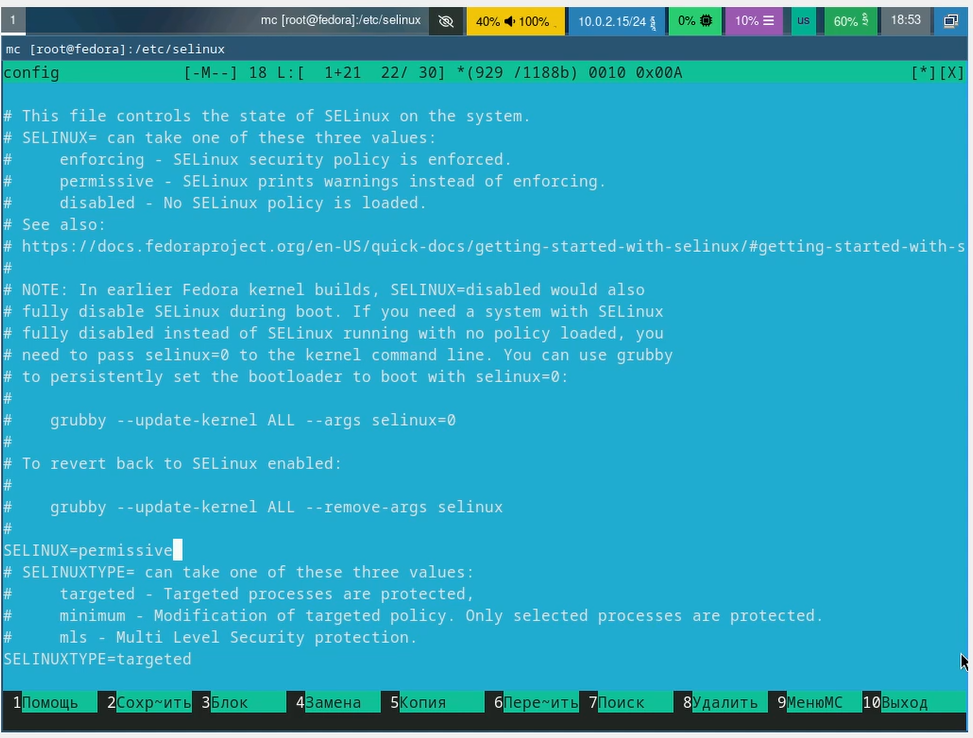 1 mc [root@fedora]:/etc/selinux 40% 100% 10.0.2.15/24 0% 10% us 60% 18:53
mc [root@fedora]:/etc/selinux
config [-M--] 18 L:[ 1+21 22/ 30] *(929 /1188b) 0010 0x00A [*][X]
# This file controls the state of SELinux on the system.
# SELINUX= can take one of these three values:
#     enforcing - SELinux security policy is enforced.
#     permissive - SELinux prints warnings instead of enforcing.
#     disabled - No SELinux policy is loaded.
# See also:
# https://docs.fedoraproject.org/en-US/quick-docs/getting-started-with-selinux/#getting-started-with-s
#
# NOTE: In earlier Fedora kernel builds, SELINUX=disabled would also
# fully disable SELinux during boot. If you need a system with SELinux
# fully disabled instead of SELinux running with no policy loaded, you
# need to pass selinux=0 to the kernel command line. You can use grubby
# to persistently set the bootloader to boot with selinux=0:
#
#    grubby --update-kernel ALL --args selinux=0
#
# To revert back to SELinux enabled:
#
#    grubby --update-kernel ALL --remove-args selinux
#
SELINUX=permissive
# SELINUXTYPE= can take one of these three values:
#     targeted - Targeted processes are protected,
#     minimum - Modification of targeted policy. Only selected processes are protected.
#     mls - Multi Level Security protection.
SELINUXTYPE=targeted
1Помощь 2Сохр~ить 3Блок 4Замена 5Копия 6Пере~ить 7Поиск 8Удалить 9МенюMC 10Выход